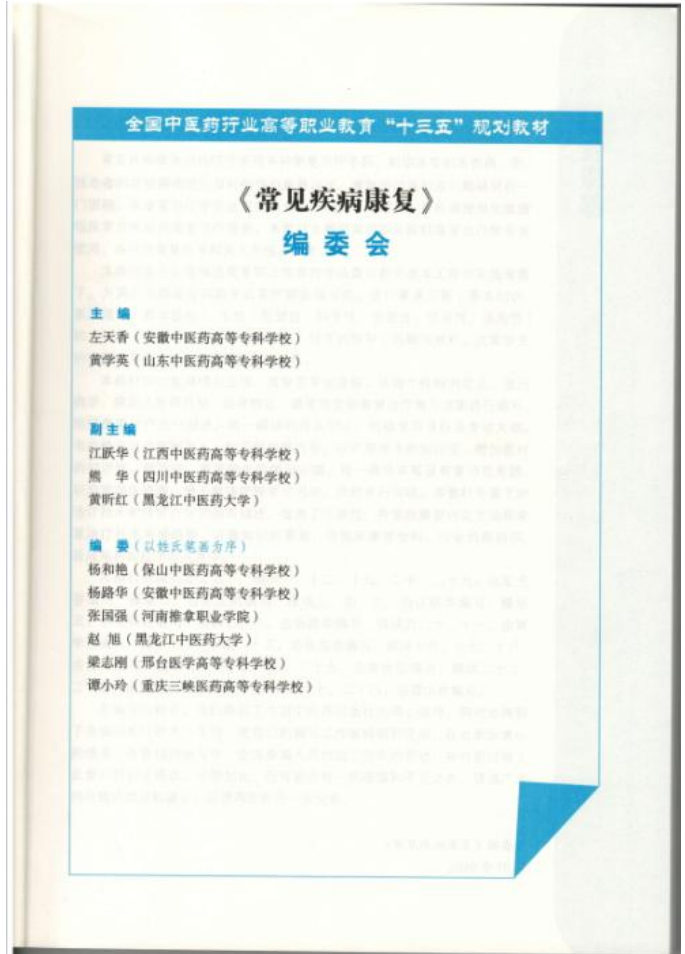 全国中医药行业高等职业教育“十三五”规划教材
《常见疾病康复》
编委会
主 编
左天香（安徽中医药高等专科学校）
黄学英（山东中医药高等专科学校）
副主编
江跃华（江西中医药高等专科学校）
熊 华（四川中医药高等专科学校）
黄昕红（黑龙江中医药大学）
编 委（以姓氏笔画为序）
杨和艳（保山中医药高等专科学校）
杨路华（安徽中医药高等专科学校）
张国强（河南推拿职业学院）
赵 旭（黑龙江中医药大学）
梁志刚（邢台医学高等专科学校）
谭小玲（重庆三峡医药高等专科学校）